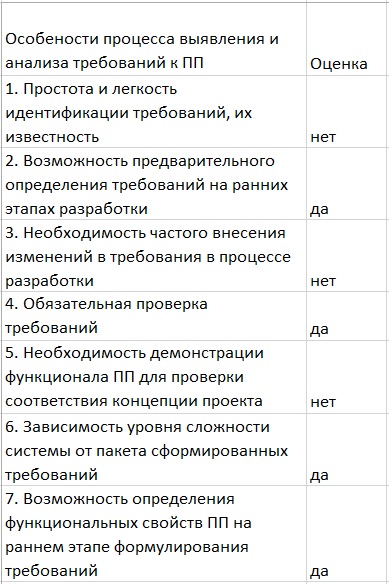 Особености процесса выявления и
анализа требований к ПП
Оценка
1. Простота и легкость
идентификации требований, их
известность
нет
2. Возможность предварительного
определения требований на ранних
этапах разработки
да
3. Необходимость частого внесения
изменений в требования в процессе
разработки
нет
4. Обязательная проверка
требований
да
5. Необходимость демонстрации
функционала ПП для проверки
соответствия концепции проекта
нет
6. Зависимость уровня сложности
системы от пакета сформированных
требований
да
7. Возможность определения
функциональных свойств ПП на
раннем этапе формулирования
требований
да